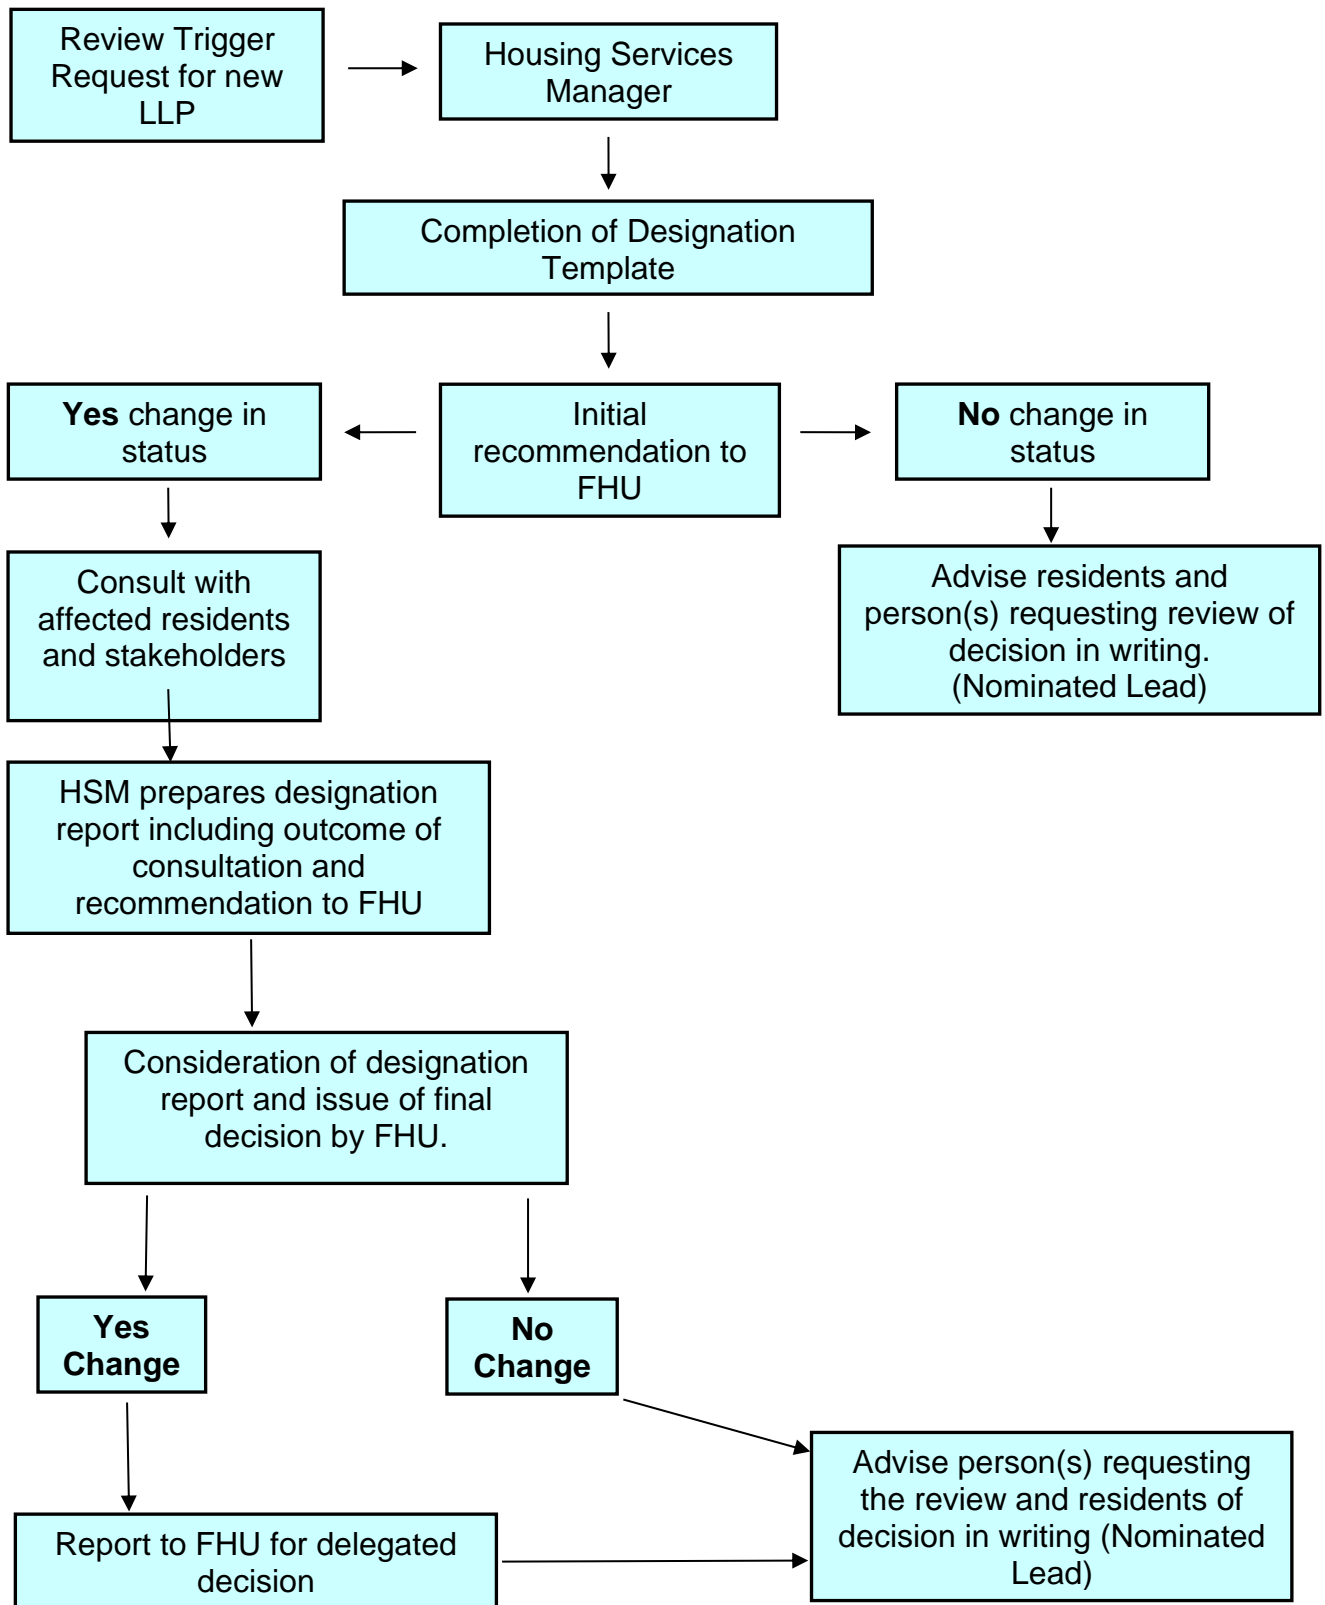 Review Trigger
Request for new
LLP
Housing Services
Manager
Completion of Designation
Template
Yes change in
status
Initial
recommendation to
FHU
No change in
status
Consult with
affected residents
and stakeholders
Advise residents and
person(s) requesting review of
decision in writing.
(Nominated Lead)
HSM prepares designation
report including outcome of
consultation and
recommendation to FHU
Consideration of designation
report and issue of final
decision by FHU.
Yes
Change
No
Change
Report to FHU for delegated
decision
Advise person(s) requesting
the review and residents of
decision in writing (Nominated
Lead)